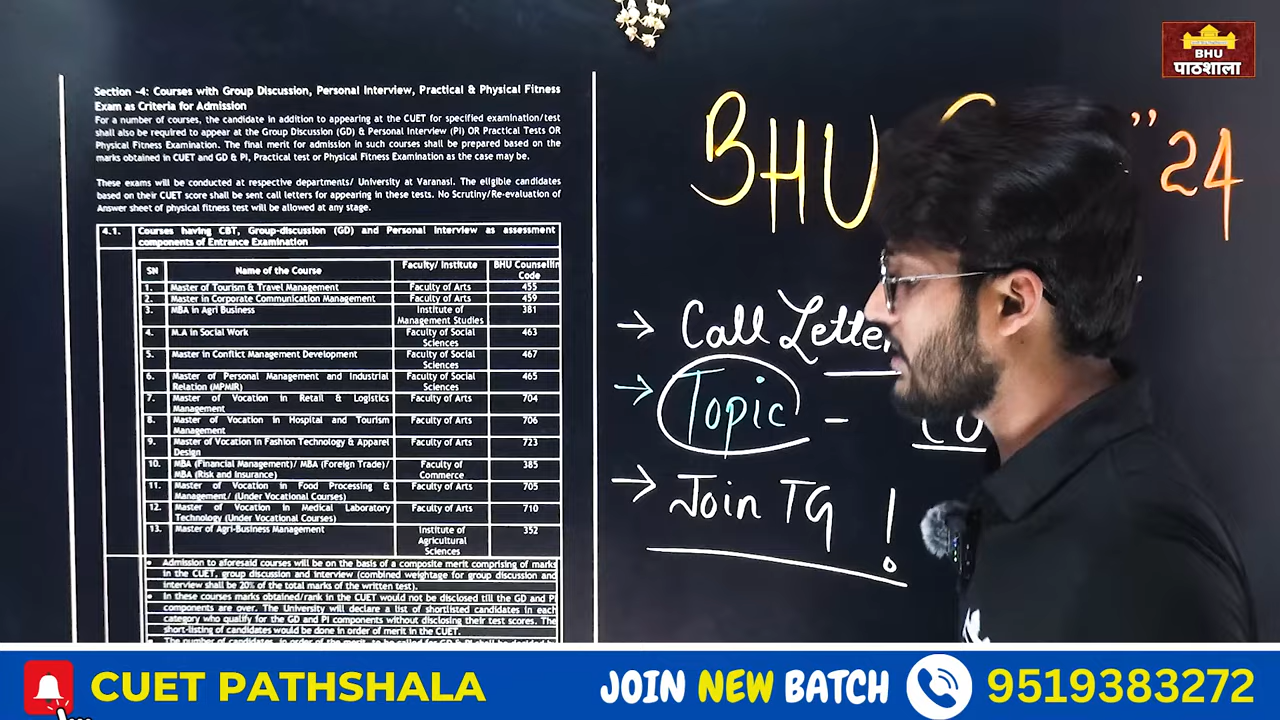 BHU
पाठशाला
Section -4: Courses with Group Discussion, Personal Interview, Practical & Physical Fitness
Exam as Criteria for Admission
For a number of courses, the candidate in addition to appearing at the CUET for specified examination/test
shall also be required to appear at the Group Discussion (GD) & Personal Interview (PI) OR Practical Tests OR
Physical Fitness Examination. The final merit for admission in such courses shall be prepared based on the
marks obtained in CUET and GD & PI, Practical test or Physical Fitness Examination as the case may be.
These exams will be conducted at respective departments/ University at Varanasi. The eligible candidates
based on their CUET score shall be sent call letters for appearing in these tests. No Scrutiny/Re-evaluation of
Answer sheet of physical fitness test will be allowed at any stage.
4.1. Courses having CBT, Group-discussion (GD) and Personal Interview as assessment
components of Entrance Examination
SN Name of the Course Faculty/ Institute BHU Counsellin
Code
1. Master of Tourism & Travel Management Faculty of Arts 455
2. Master in Corporate Communication Management Faculty of Arts 459
3. MBA in Agri Business Institute of 381
Management Studies
4. M.A in Social Work Faculty of Social 463
Sciences
5. Master in Conflict Management Development Faculty of Social 467
Sciences
6. Master of Personal Management and Industrial Faculty of Social 465
Relation (MPMIR) Sciences
7. Master of Vocation in Retail & Logistics Faculty of Arts 704
Management
8. Master of Vocation in Hospital and Tourism Faculty of Arts 706
Management
9. Master of Vocation in Fashion Technology & Apparel Faculty of Arts 723
Design
10. MBA (Financial Management)/ MBA (Foreign Trade)/ Faculty of 385
MBA (Risk and Insurance) Commerce
11. Master of Vocation in Food Processing & Faculty of Arts 705
Management/ (Under Vocational Courses)
12. Master of Vocation in Medical Laboratory Faculty of Arts 710
Technology (Under Vocational Courses)
13. Master of Agri-Business Management Institute of 352
Agricultural
Sciences
• Admission to aforesaid courses will be on the basis of a composite merit comprising of marks
in the CUET, group discussion and interview (combined weightage for group discussion and
interview shall be 20% of the total marks of the written test).
• In these courses marks obtained/rank in the CUET would not be disclosed till the GD and PI
components are over. The University will declare a list of shortlisted candidates in each
category who qualify for the GD and PI components without disclosing their test scores. The
short-listing of candidates would be done in order of merit in the CUET.
BHU "24
→ Call Letter
→ Topic -
→ Join TG !
CUET PATHSHALA JOIN NEW BATCH 9519383272